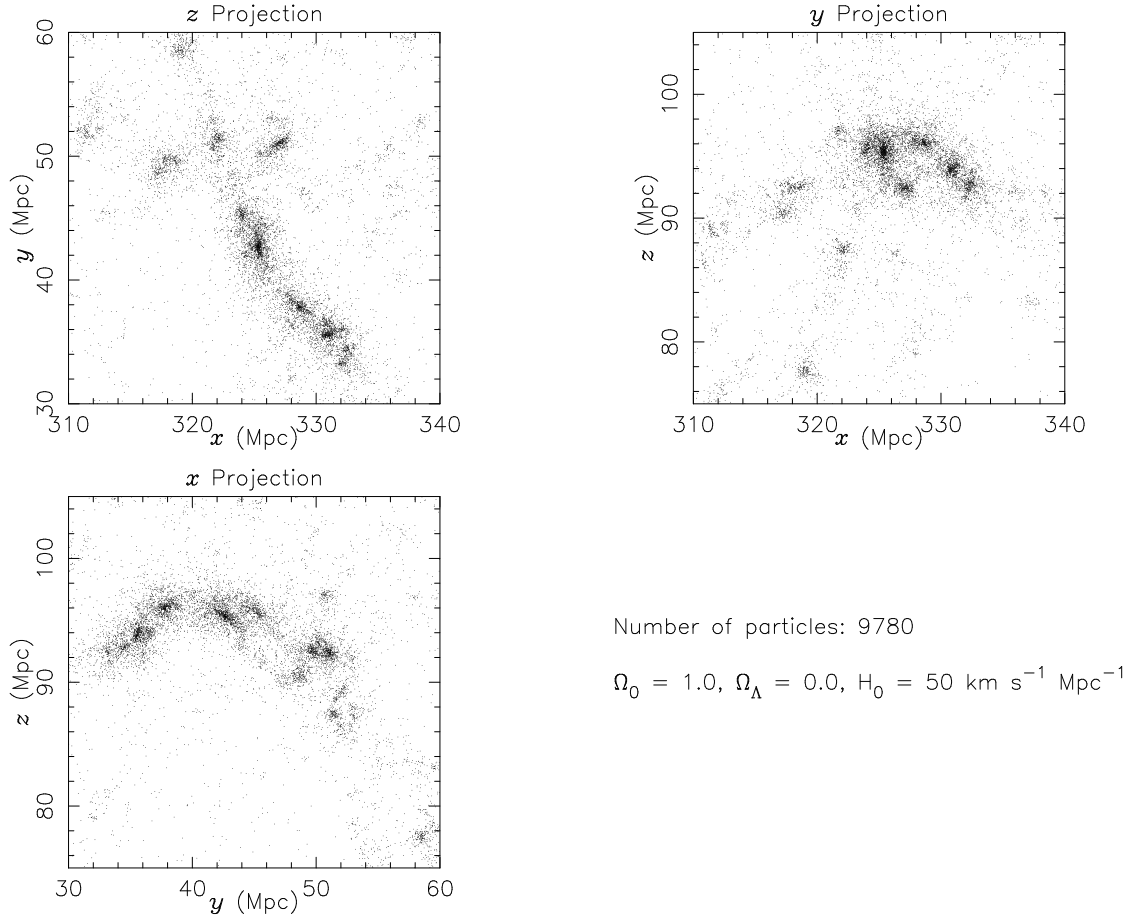 z Projection
60
50
40
30
y (Mpc)
310 320 330 340
x (Mpc)
y Projection
100
90
80
z (Mpc)
310 320 330 340
x (Mpc)
x Projection
100
90
80
z (Mpc)
30 40 50 60
y (Mpc)
Number of particles: 9780
Ω₀ = 1.0, Ω_Λ = 0.0, H₀ = 50 km s⁻¹ Mpc⁻¹